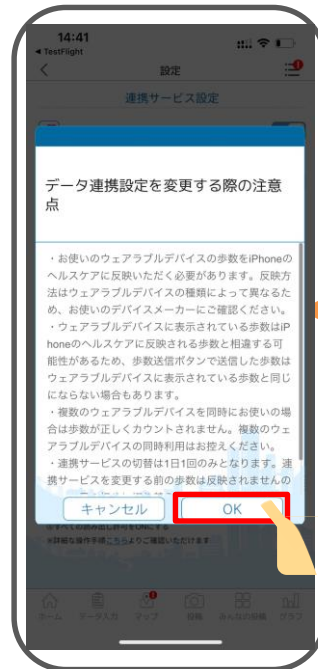 14:41
◀ TestFlight
設定
連携サービス設定
データ連携設定を変更する際の注意
点
・お使いのウェアラブルデバイスの歩数をiPhoneの
ヘルスケアに反映いただく必要があります。反映方
法はウェアラブルデバイスの種類によって異なるた
め、お使いのデバイスメーカーにご確認ください。
・ウェアラブルデバイスに表示されている歩数はiP
honeのヘルスケアに反映される歩数と相違する可
能性があるため、歩数送信ボタンで送信した歩数は
ウェアラブルデバイスに表示されている歩数と同じ
にならない場合もあります。
・複数のウェアラブルデバイスを同時にお使いの場
合は歩数が正しくカウントされません。複数のウェ
アラブルデバイスの同時利用はお控えください。
・連携サービスの切替は1日1回のみとなります。連
携サービスを変更する前の歩数は反映されませんの
キャンセル OK
※詳細な操作手順こちらよりご確認いただけます
ホーム データ入力 マップ 投稿 みんなの投稿 グラフ